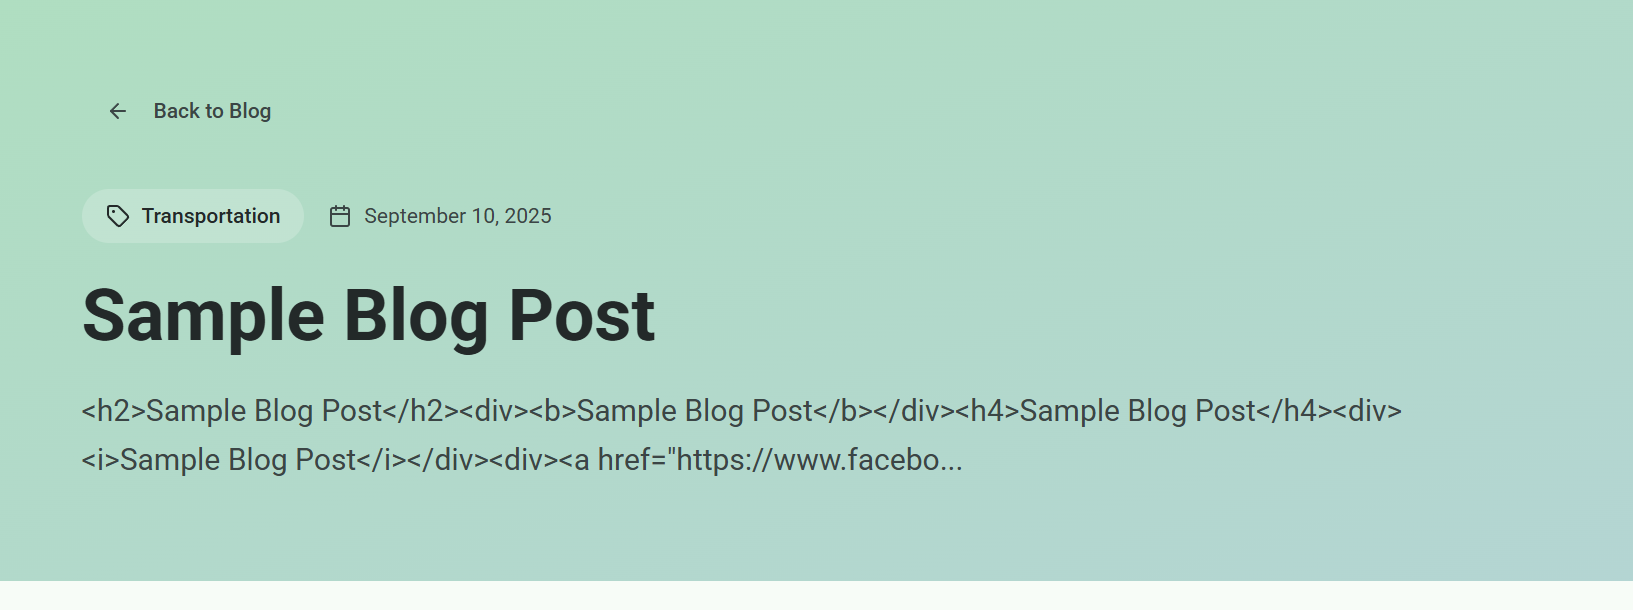 Back to Blog
Transportation
September 10, 2025
Sample Blog Post
<h2>Sample Blog Post</h2><div><b>Sample Blog Post</b></div><h4>Sample Blog Post</h4><div>
<i>Sample Blog Post</i></div><div><a href="https://www.facebo...